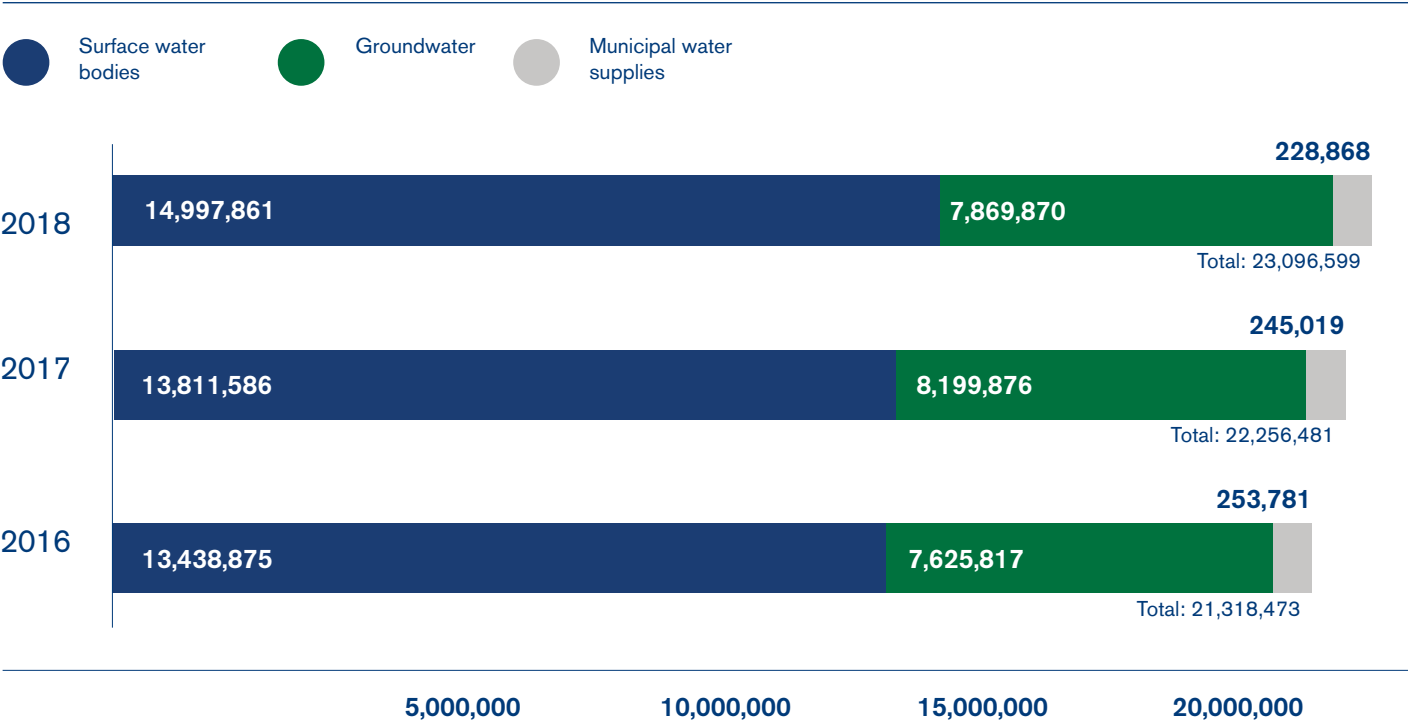 Surface water
bodies
Groundwater
Municipal water
supplies
228,868
2018
14,997,861
7,869,870
Total: 23,096,599
245,019
2017
13,811,586
8,199,876
Total: 22,256,481
253,781
2016
13,438,875
7,625,817
Total: 21,318,473
5,000,000
10,000,000
15,000,000
20,000,000